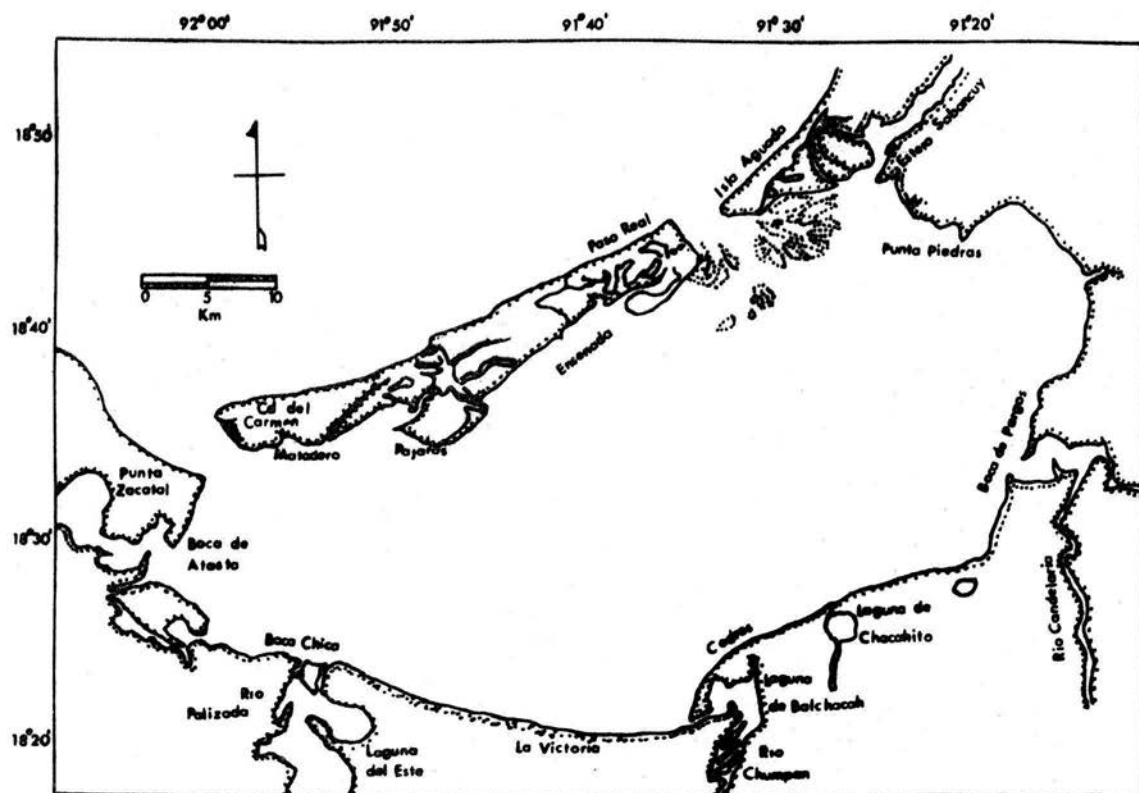 92°00'
91°50'
91°40'
91°30'
91°20'
18°50'
Isla Aguada
Estero Sabancuy
Paso Real
Punta Piedras
0 5 10
Km
18°40'
Ensenada
Cd del
Carmen
Matadero
Pajaros
Boca de Pargos
Punta
Zacatal
18°30'
Boca de
Atasta
Rio Candelaria
Laguna de
Chacahito
Cedros
Boca Chica
Laguna
de Balchacah
Rio
Palizada
18°20'
La Victoria
Laguna
del Este
Rio
Chumpan